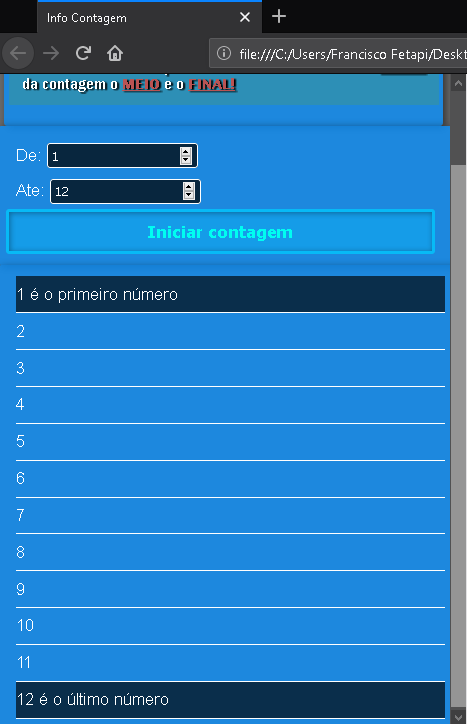 Info Contagem
file:///C:/Users/Francisco Fetapi/Deskt
da contagem o MEIO e o FINAL!
De: 1
Ate: 12
Iniciar contagem
1 é o primeiro número
2
3
4
5
6
7
8
9
10
11
12 é o último número